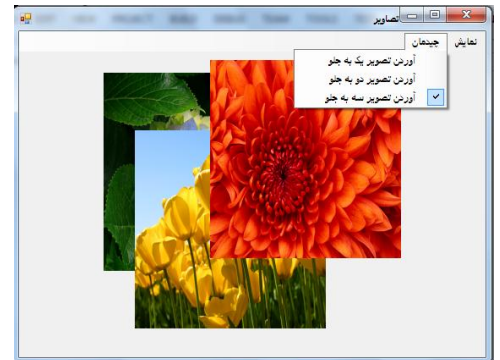 تصاویر
نمایش چیدمان
آوردن تصویر یک به جلو
آوردن تصویر دو به جلو
آوردن تصویر سه به جلو